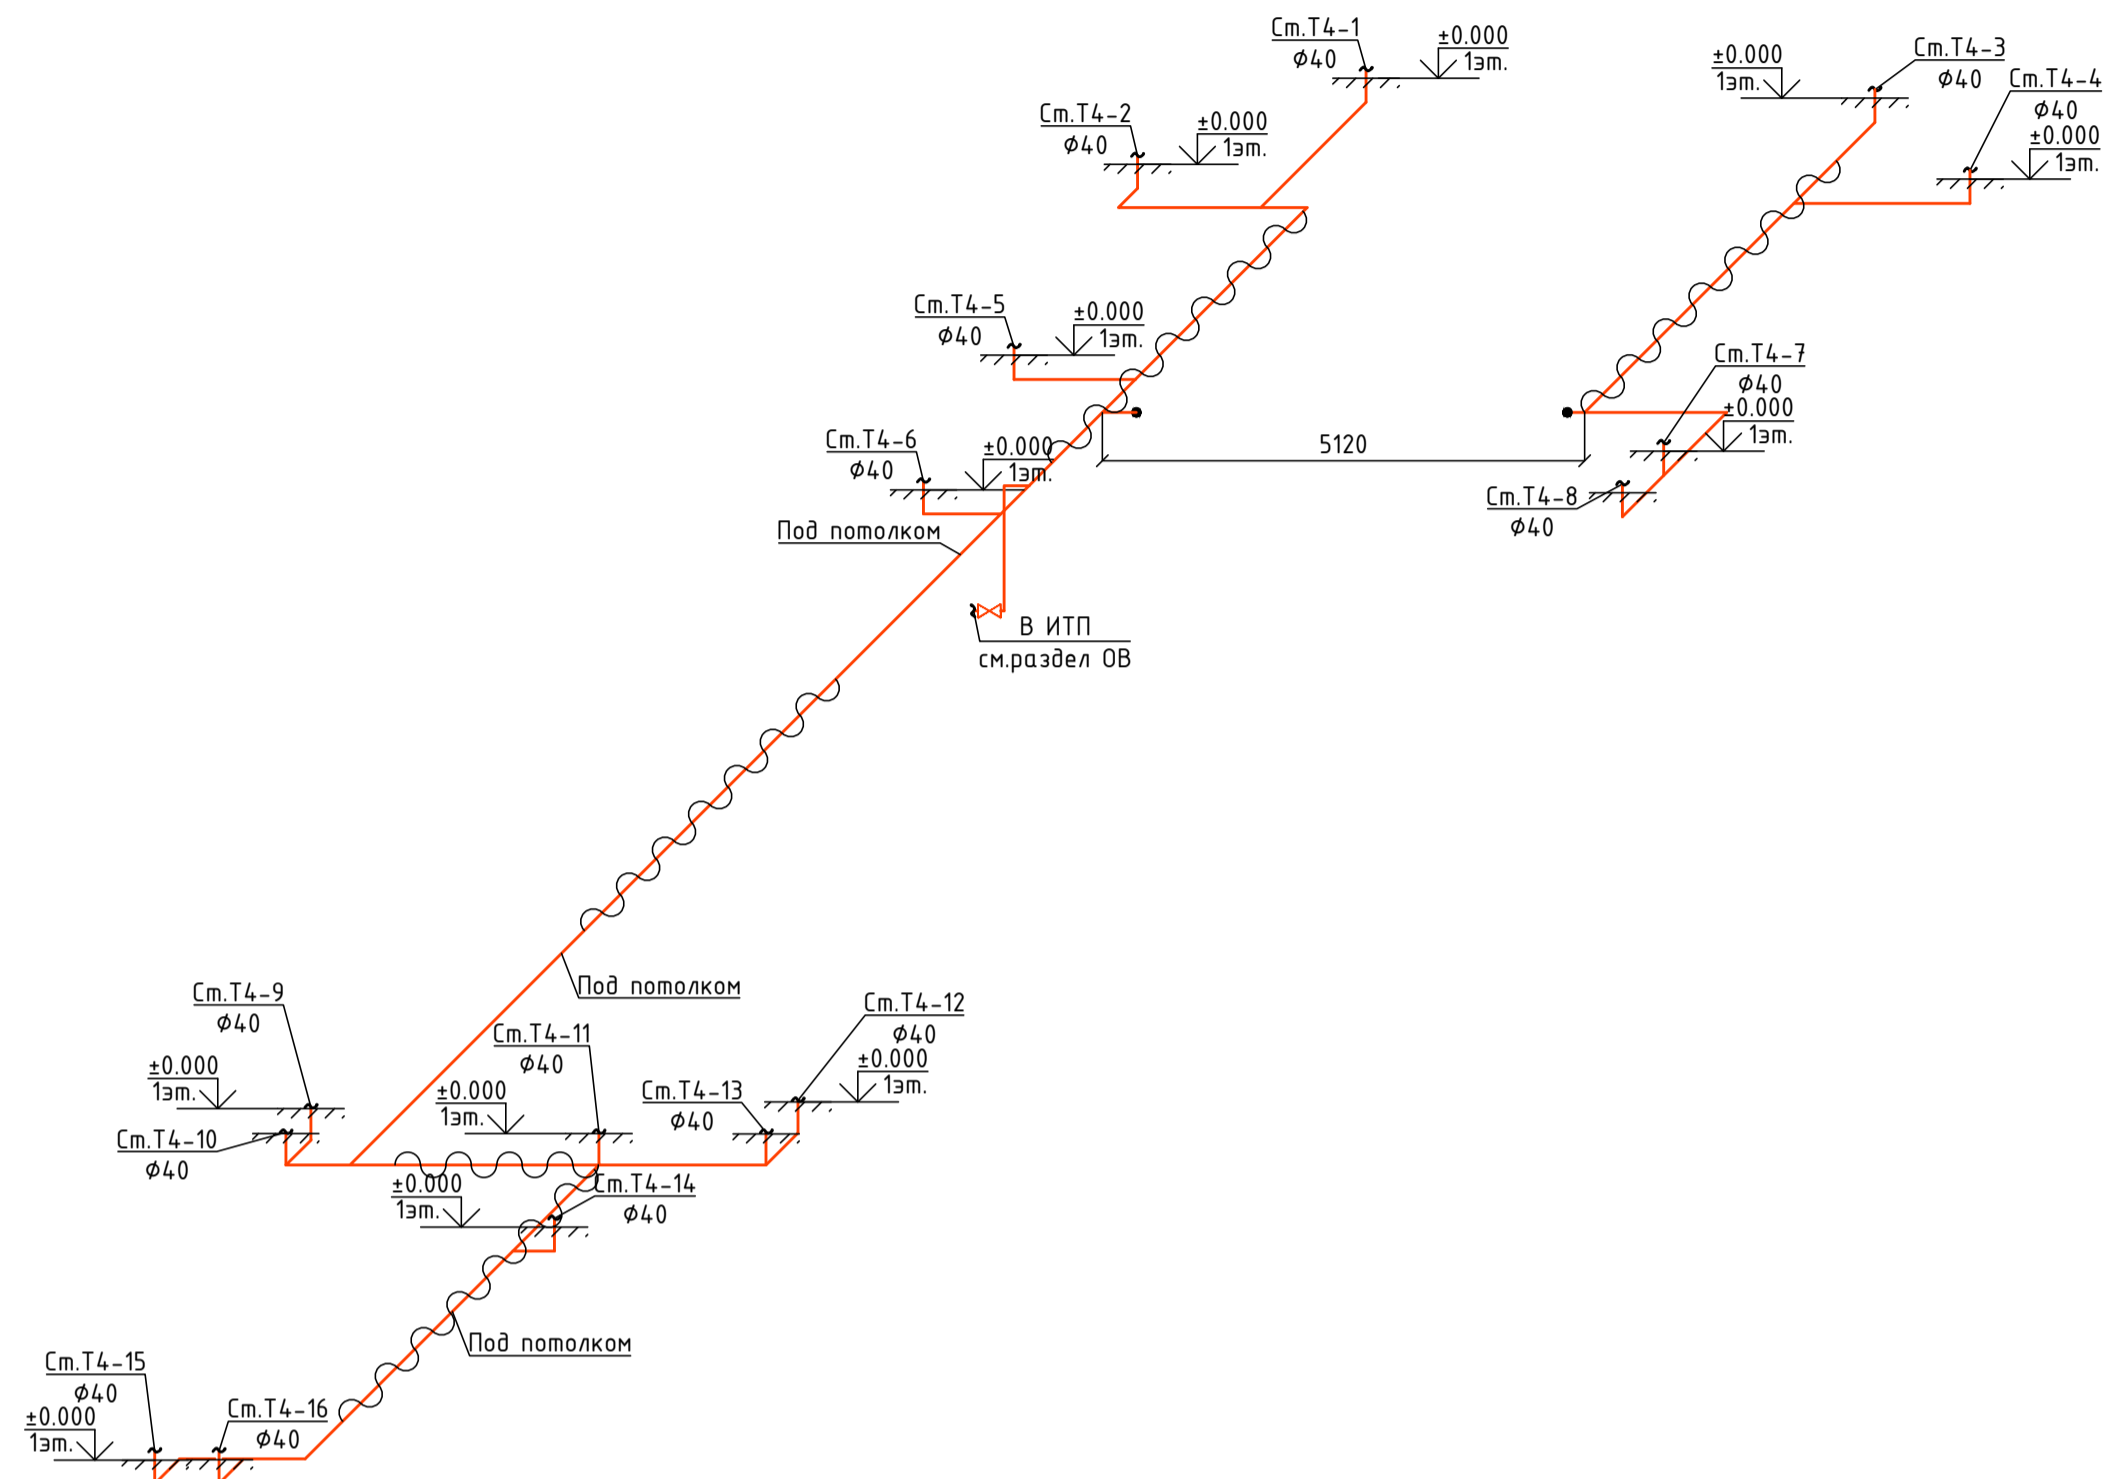 Ст.Т4-1
Ф40
±0.000
1эт.
Ст.Т4-3
Ф40
±0.000
1эт.
Ст.Т4-4
Ф40
±0.000
1эт.
Ст.Т4-2
Ф40
±0.000
1эт.
Ст.Т4-5
Ф40
±0.000
1эт.
Ст.Т4-7
Ф40
±0.000
1эт.
5120
Ст.Т4-6
Ф40
±0.000
1эт.
Ст.Т4-8
Ф40
Под потолком
В ИТП
см.раздел ОВ
Под потолком
Ст.Т4-9
Ф40
±0.000
1эт.
Ст.Т4-10
Ф40
Ст.Т4-11
Ф40
±0.000
1эт.
Ст.Т4-12
Ф40
±0.000
1эт.
Ст.Т4-13
Ф40
Ст.Т4-14
Ф40
±0.000
1эт.
Под потолком
Ст.Т4-15
Ф40
±0.000
1эт.
Ст.Т4-16
Ф40